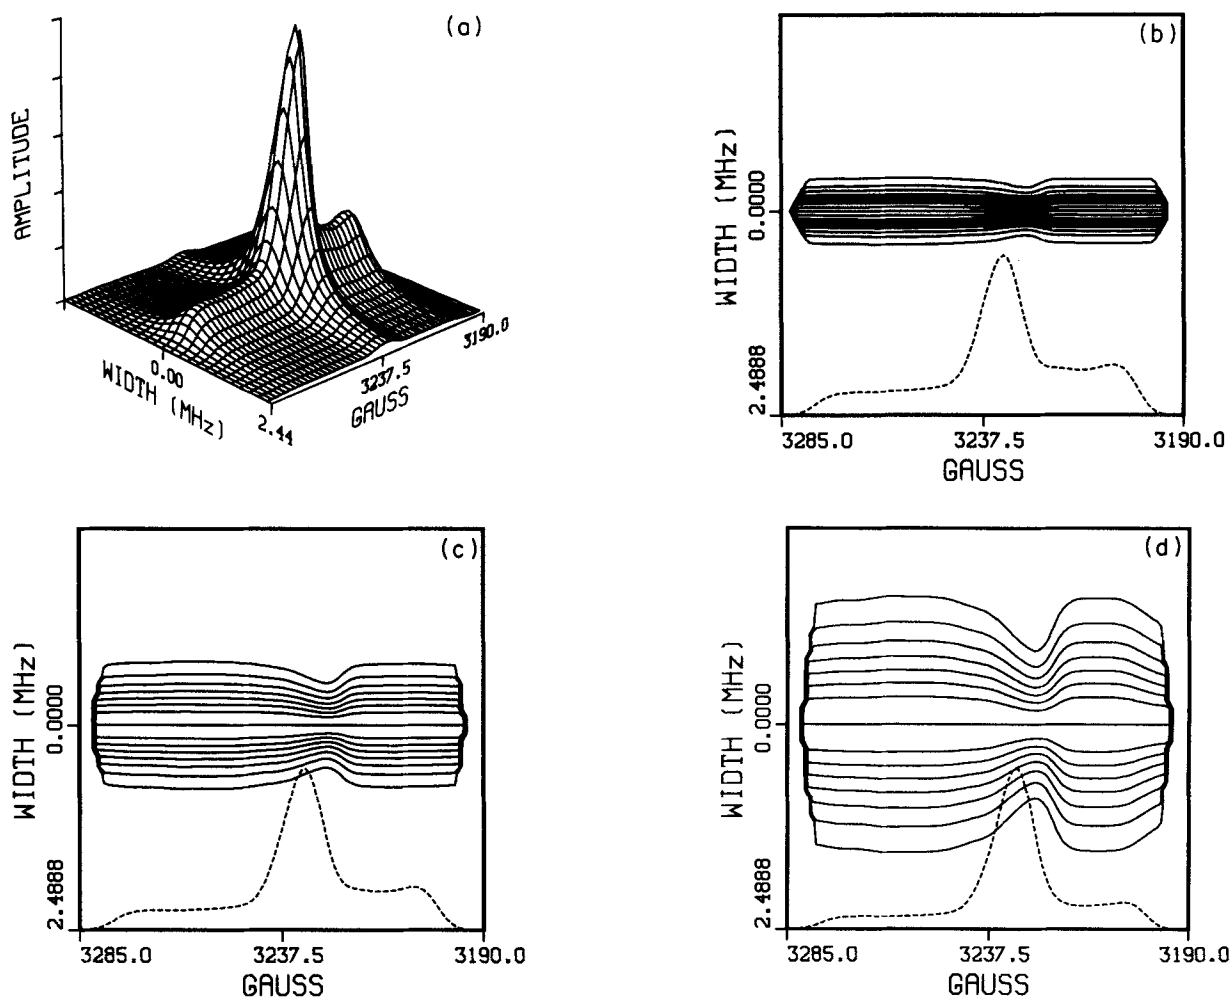 (a)
AMPLITUDE
0.00
WIDTH (MHz)
2.44
3237.5
GAUSS
3190.0
(b)
WIDTH (MHz)
0.0000
2.4888
3285.0
3237.5
3190.0
GAUSS
(c)
WIDTH (MHz)
0.0000
2.4888
3285.0
3237.5
3190.0
GAUSS
(d)
WIDTH (MHz)
0.0000
2.4888
3285.0
3237.5
3190.0
GAUSS